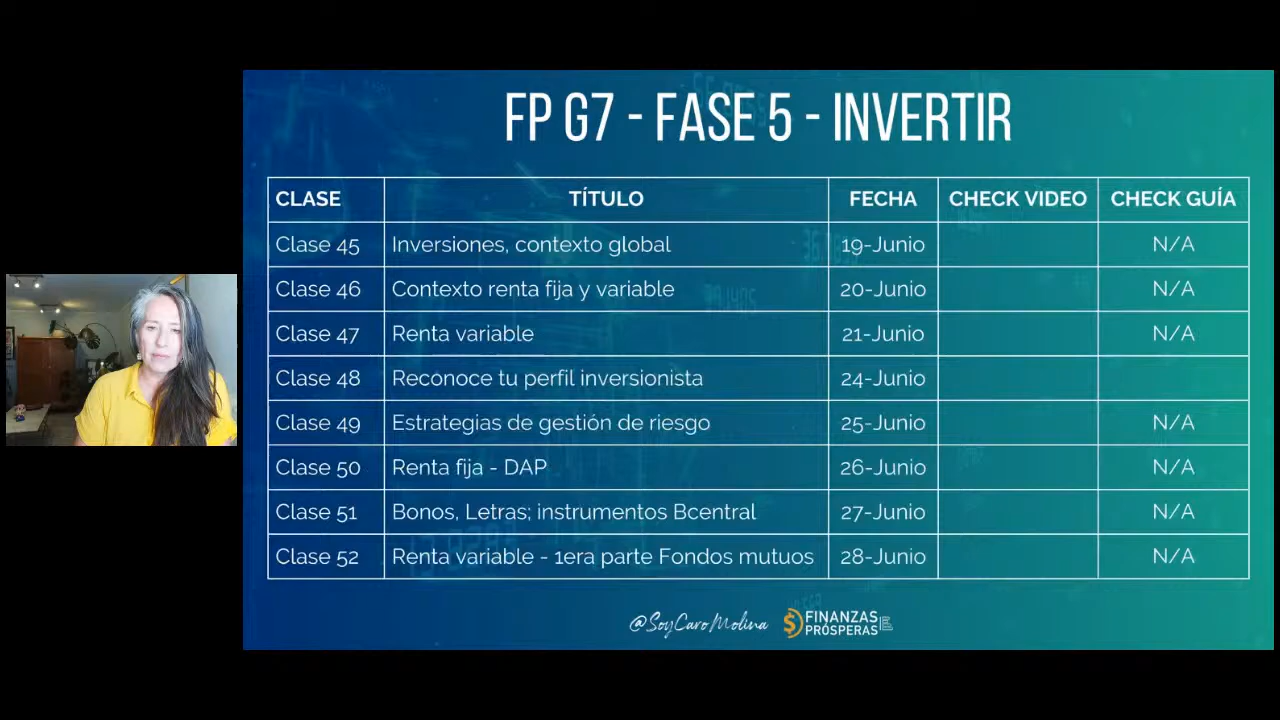 FP G7 - FASE 5 - INVERTIR
CLASE TÍTULO FECHA CHECK VIDEO CHECK GUÍA
Clase 45 Inversiones, contexto global 19-Junio N/A
Clase 46 Contexto renta fija y variable 20-Junio N/A
Clase 47 Renta variable 21-Junio N/A
Clase 48 Reconoce tu perfil inversionista 24-Junio
Clase 49 Estrategias de gestión de riesgo 25-Junio N/A
Clase 50 Renta fija - DAP 26-Junio N/A
Clase 51 Bonos, Letras; instrumentos Bcentral 27-Junio N/A
Clase 52 Renta variable - 1era parte Fondos mutuos 28-Junio N/A
@SoyCaroMolina
FINANZAS
PRÓSPERAS